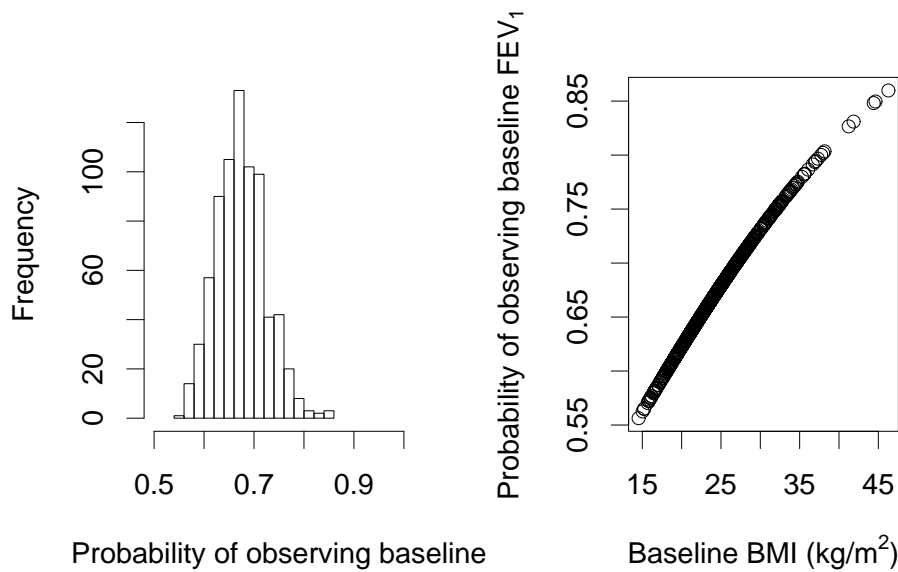 Frequency
0 20 60 100
0.5 0.7 0.9
Probability of observing baseline
Probability of observing baseline FEV₁
0.55 0.65 0.75 0.85
15 25 35 45
Baseline BMI (kg/m²)